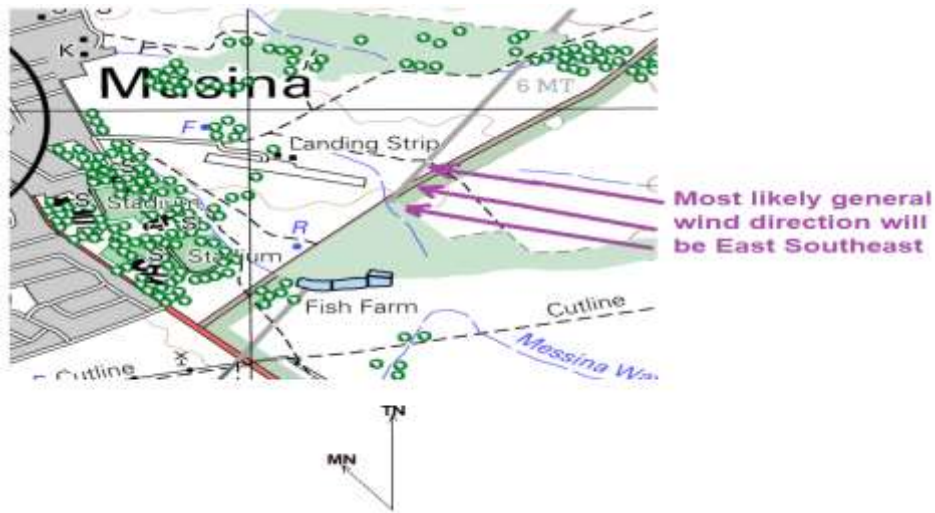 K
Musina
6 MT
F
Landing Strip
S
Stadium
S
Most likely general
wind direction will
be East Southeast
R
S
Stadium
Fish Farm
Cutline
Messina Wa
Cutline
TN
MN